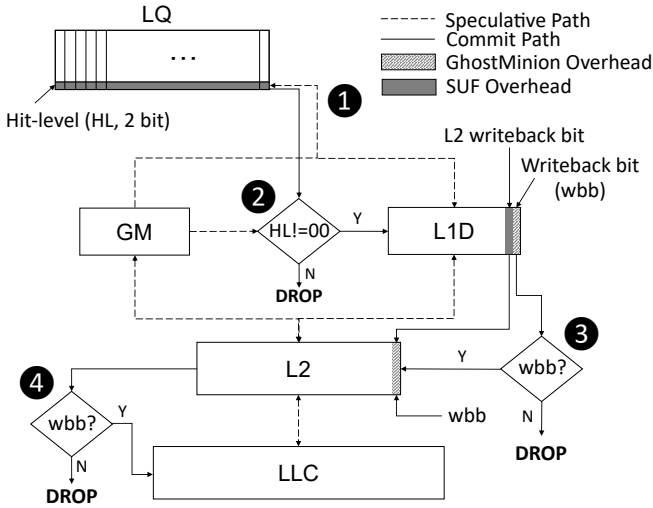 LQ
...
Speculative Path
Commit Path
GhostMinion Overhead
SUF Overhead
1
Hit-level (HL, 2 bit)
L2 writeback bit
Writeback bit
(wbb)
2
GM
HL!=00
Y
L1D
N
DROP
3
L2
Y
wbb?
4
wbb?
Y
wbb
N
DROP
N
DROP
LLC